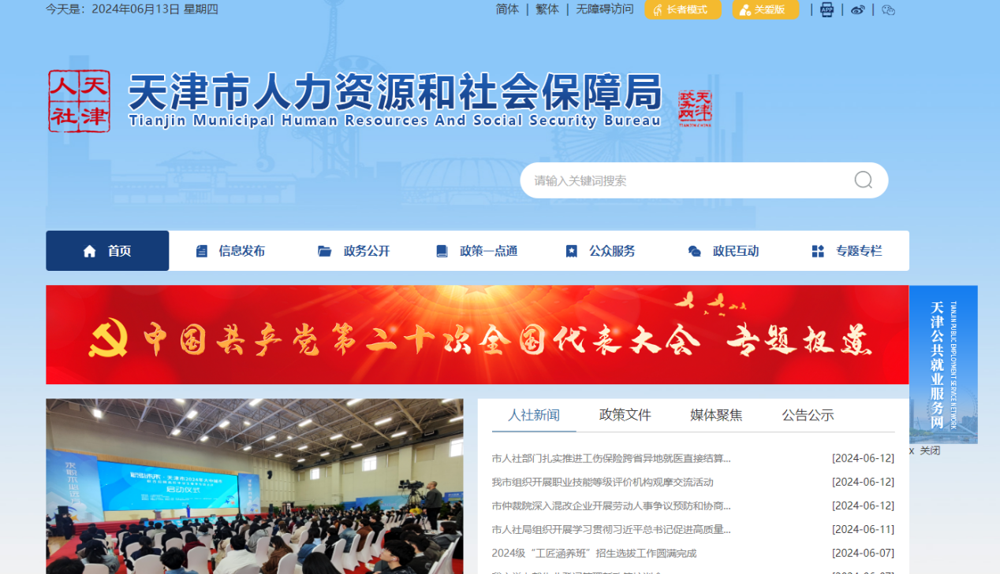 今天是：2024年06月13日 星期四
简体 | 繁体 | 无障碍访问 长者模式 关爱版 | APP | |
天津人社
天津市人力资源和社会保障局
天津政务网
Tianjin Municipal Human Resources And Social Security Bureau
TIANJIN CHINA
请输入关键词搜索
首页 信息发布 政务公开 政策一点通 公众服务 政民互动 专题专栏
中国共产党第二十次全国代表大会 专题报道
天津公共就业服务网
TIANJIN PUBLIC EMPLOYMENT SERVICE NETWORK
x 关闭
启动仪式
人社新闻 政策文件 媒体聚焦 公告公示
市人社部门扎实推进工伤保险跨省异地就医直接结算... [2024-06-12]
我市组织开展职业技能等级评价机构观摩交流活动 [2024-06-12]
市仲裁院深入混改企业开展劳动人事争议预防和协商... [2024-06-12]
市人社局组织开展学习贯彻习近平总书记促进高质量... [2024-06-11]
2024级“工匠涵养班”招生选拔工作圆满完成 [2024-06-07]